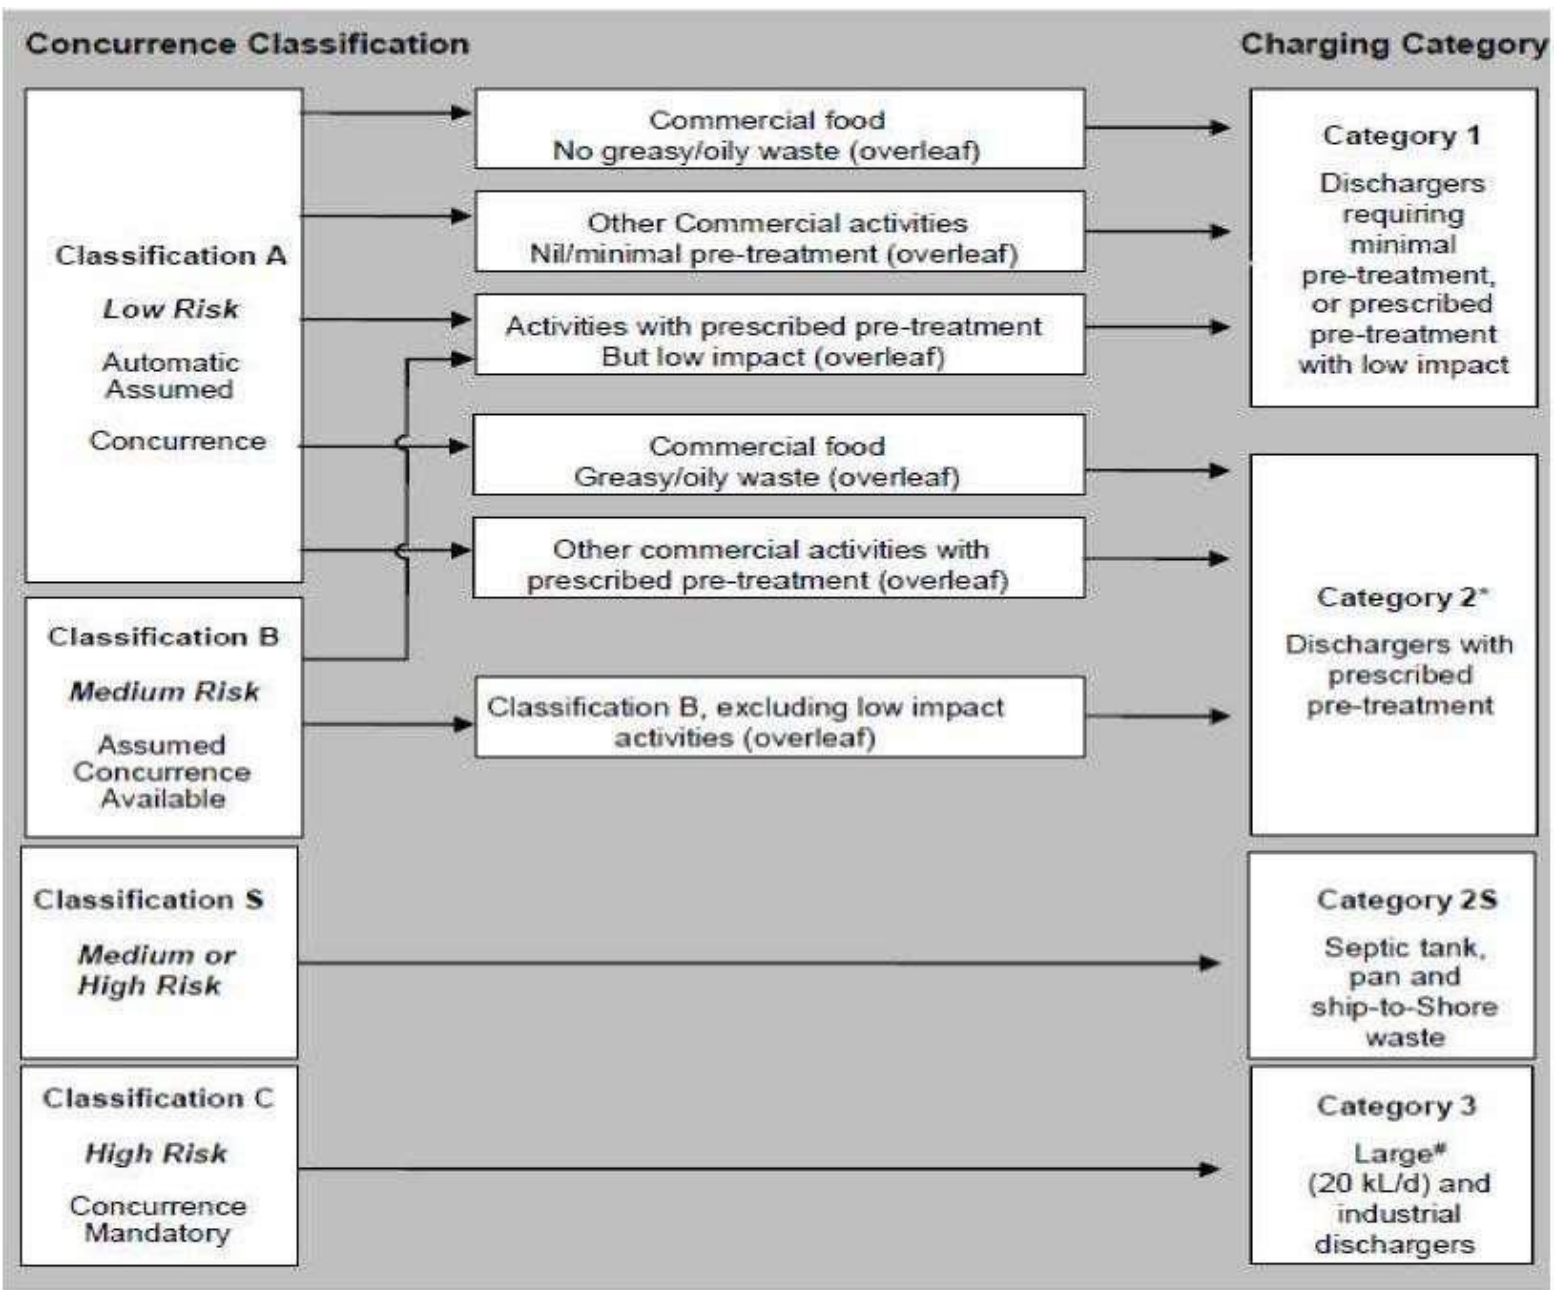 Concurrence Classification
Charging Category
Classification A
Low Risk
Automatic
Assumed
Concurrence
Commercial food
No greasy/oily waste (overleaf)
Other Commercial activities
Nil/minimal pre-treatment (overleaf)
Activities with prescribed pre-treatment
But low impact (overleaf)
Commercial food
Greasy/oily waste (overleaf)
Other commercial activities with
prescribed pre-treatment (overleaf)
Category 1
Dischargers
requiring
minimal
pre-treatment,
or prescribed
pre-treatment
with low impact
Classification B
Medium Risk
Assumed
Concurrence
Available
Classification B, excluding low impact
activities (overleaf)
Category 2*
Dischargers with
prescribed
pre-treatment
Classification S
Medium or
High Risk
Category 2S
Septic tank,
pan and
ship-to-Shore
waste
Classification C
High Risk
Concurrence
Mandatory
Category 3
Large#
(20 kL/d) and
industrial
dischargers